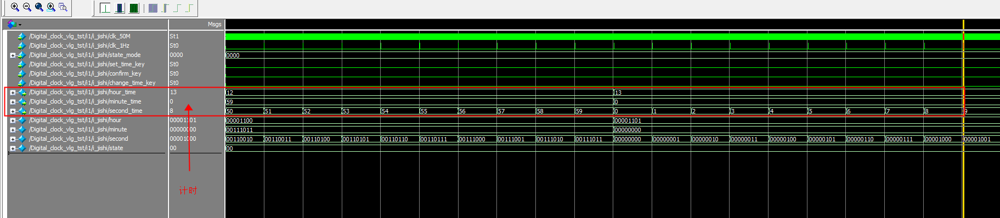 Msgs
/Digital_clock_vlg_tst/i1/i_jishi/clk_50M St1
/Digital_clock_vlg_tst/i1/i_jishi/clk_1Hz St0
/Digital_clock_vlg_tst/i1/i_jishi/state_mode 0000 0000
/Digital_clock_vlg_tst/i1/i_jishi/set_time_key St0
/Digital_clock_vlg_tst/i1/i_jishi/confirm_key St0
/Digital_clock_vlg_tst/i1/i_jishi/change_time_key St0
/Digital_clock_vlg_tst/i1/i_jishi/hour_time 13 12 13
/Digital_clock_vlg_tst/i1/i_jishi/minute_time 0 59 0
/Digital_clock_vlg_tst/i1/i_jishi/second_time 8 50 51 52 53 54 55 56 57 58 59 0 1 2 3 4 5 6 7 8 9
/Digital_clock_vlg_tst/i1/i_jishi/hour 00001101 00001100 00001101
/Digital_clock_vlg_tst/i1/i_jishi/minute 00000000 00111011 00000000
/Digital_clock_vlg_tst/i1/i_jishi/second 00001000 00110010 00110011 00110100 00110101 00110110 00110111 00111000 00111001 00111010 00111011 00000000 00000001 00000010 00000011 00000100 00000101 00000110 00000111 00001000 00001001
/Digital_clock_vlg_tst/i1/i_jishi/state 00 00
计时